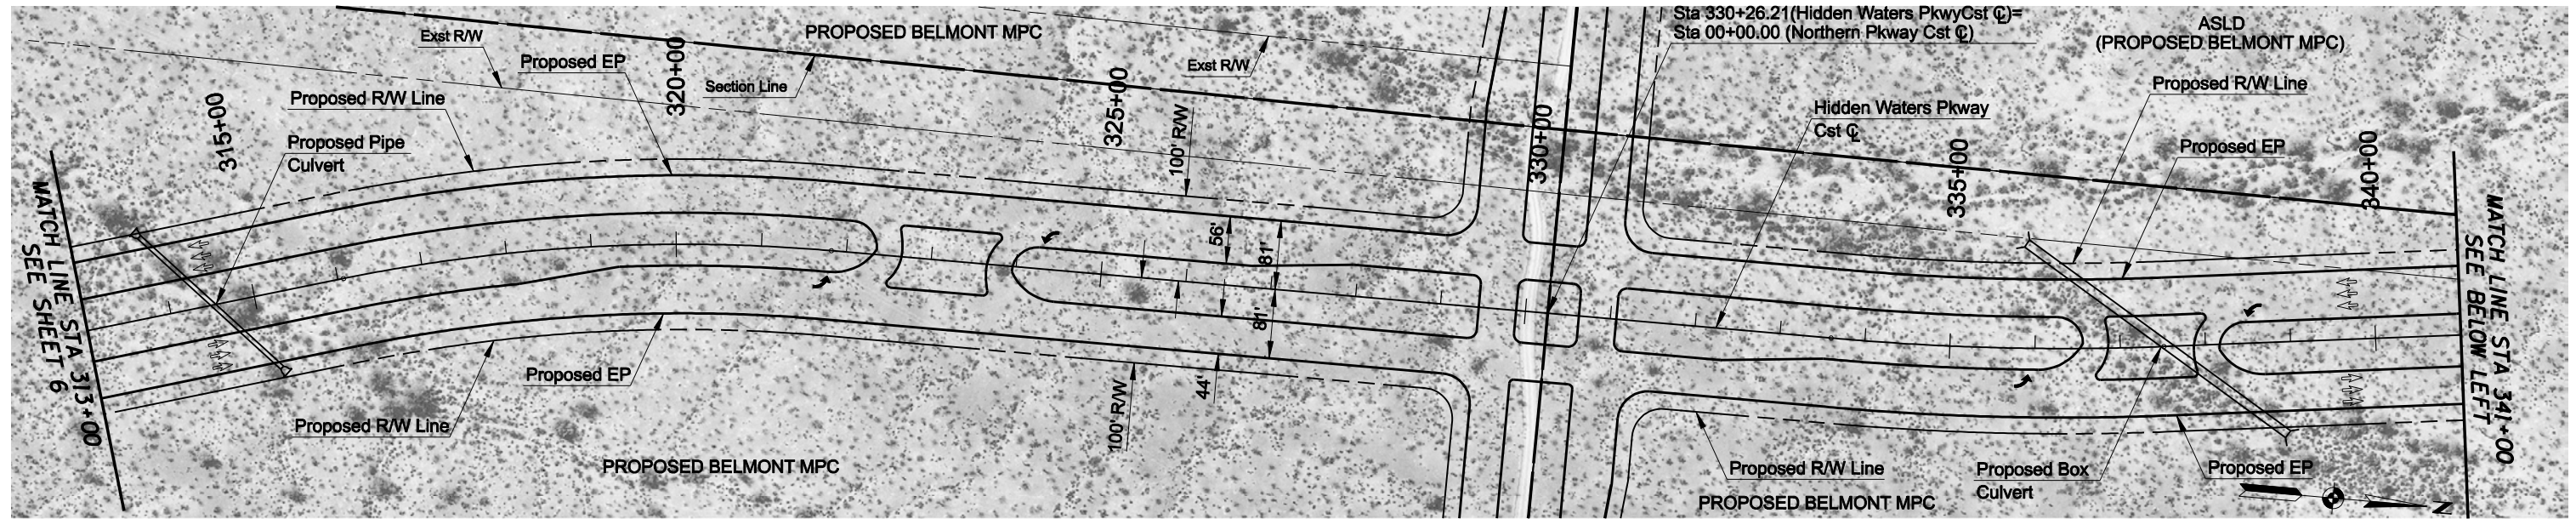 PROPOSED BELMONT MPC
Sta 330+26.21(Hidden Waters PkwyCst ℄)=
Sta 00+00.00 (Northern Pkway Cst ℄)
ASLD
(PROPOSED BELMONT MPC)
Exst R/W
Proposed EP
320+00
Section Line
Exst R/W
Proposed R/W Line
325+00
Proposed R/W Line
315+00
100' R/W
330+00
Hidden Waters Pkway
Cst ℄
Proposed Pipe
Culvert
335+00
Proposed EP
340+00
MATCH LINE STA 313+00
SEE SHEET 6
56'
81'
81'
MATCH LINE STA 341+00
SEE BELOW LEFT
Proposed EP
44'
100' R/W
Proposed R/W Line
PROPOSED BELMONT MPC
Proposed R/W Line
Proposed Box
Culvert
Proposed EP
PROPOSED BELMONT MPC
N